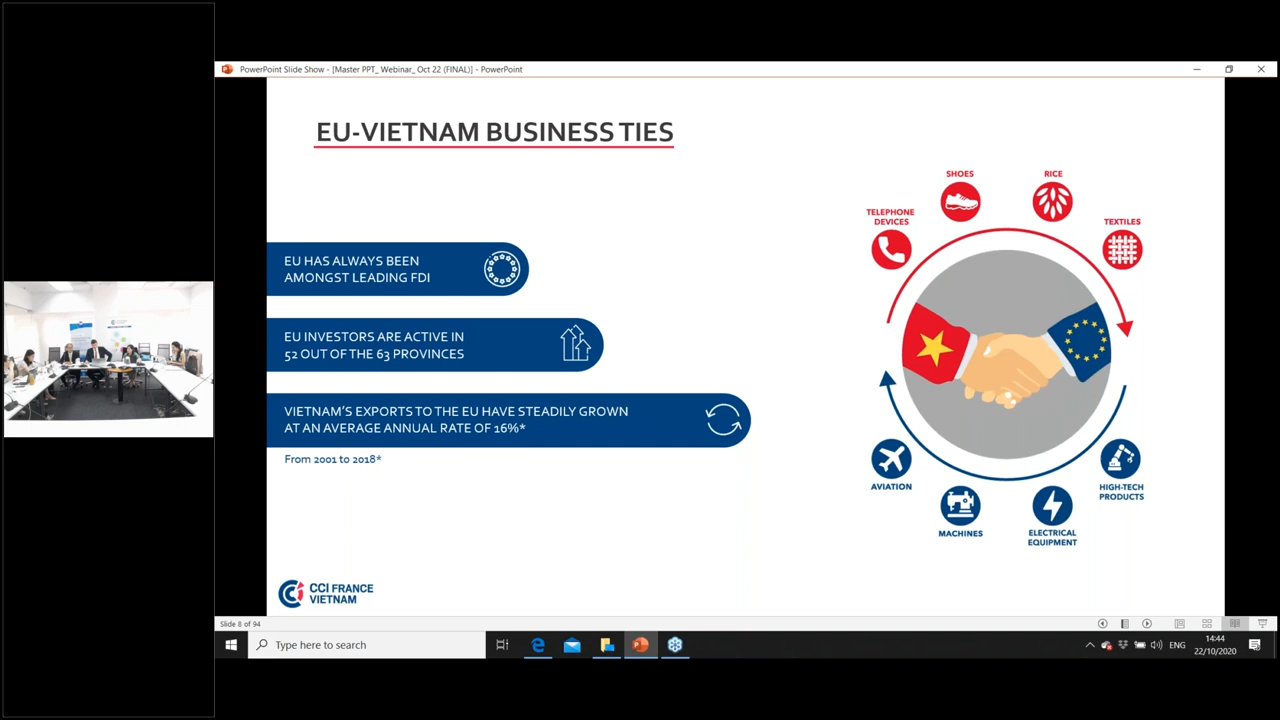 PowerPoint Slide Show - [Master PPT_ Webinar_ Oct 22 (FINAL)] - PowerPoint
EU-VIETNAM BUSINESS TIES
EU HAS ALWAYS BEEN
AMONGST LEADING FDI
EU INVESTORS ARE ACTIVE IN
52 OUT OF THE 63 PROVINCES
VIETNAM'S EXPORTS TO THE EU HAVE STEADILY GROWN
AT AN AVERAGE ANNUAL RATE OF 16%*
From 2001 to 2018*
SHOES
RICE
TELEPHONE
DEVICES
TEXTILES
AVIATION
HIGH-TECH
PRODUCTS
MACHINES
ELECTRICAL
EQUIPMENT
CCI FRANCE
VIETNAM
Slide 8 of 94
Type here to search
ENG
14:44
22/10/2020